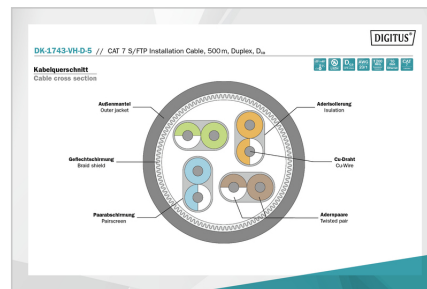 DIGITUS®
DK-1743-VH-D-5 // CAT 7 S/FTP Installation Cable, 500 m, Duplex, Dca
Kabelquerschnitt
Cable cross section
Außenmantel
Outer jacket
Aderisolierung
Insulation
Geflechtschirmung
Braid shield
Cu-Draht
Cu-Wire
Paarabschirmung
Pairscreen
Adernpaare
Twisted pair